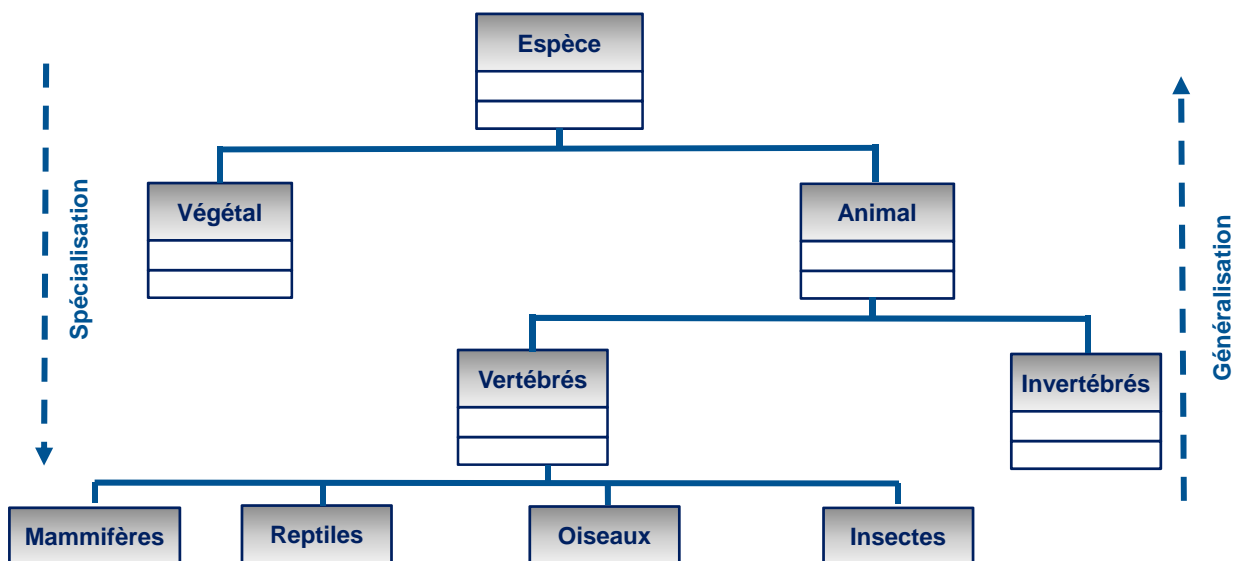 Espèce
Végétal
Animal
Spécialisation
Généralisation
Vertébrés
Invertébrés
Mammifères
Reptiles
Oiseaux
Insectes